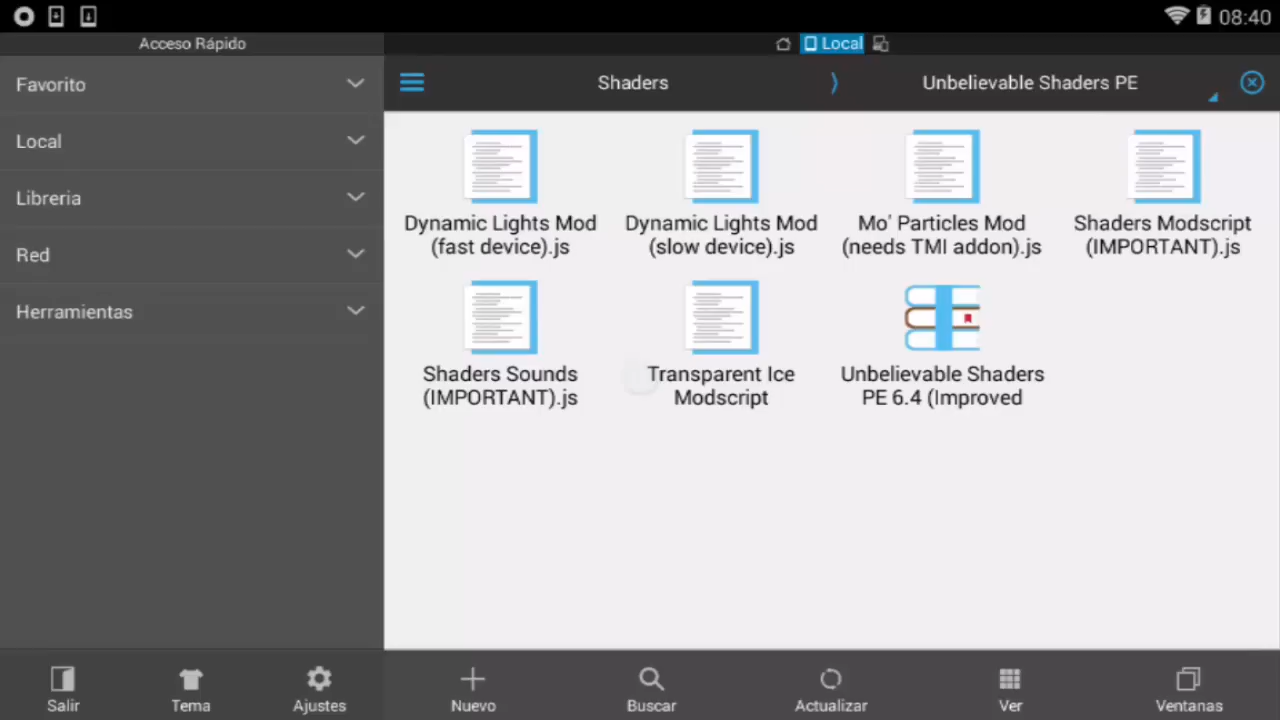 08:40
Acceso Rápido
Favorito
Local
Libreria
Red
Herramientas
Salir
Tema
Ajustes
Local
Shaders
Unbelievable Shaders PE
Dynamic Lights Mod
(fast device).js
Dynamic Lights Mod
(slow device).js
Mo' Particles Mod
(needs TMI addon).js
Shaders Modscript
(IMPORTANT).js
Shaders Sounds
(IMPORTANT).js
Transparent Ice
Modscript
Unbelievable Shaders
PE 6.4 (Improved
Nuevo
Buscar
Actualizar
Ver
Ventanas